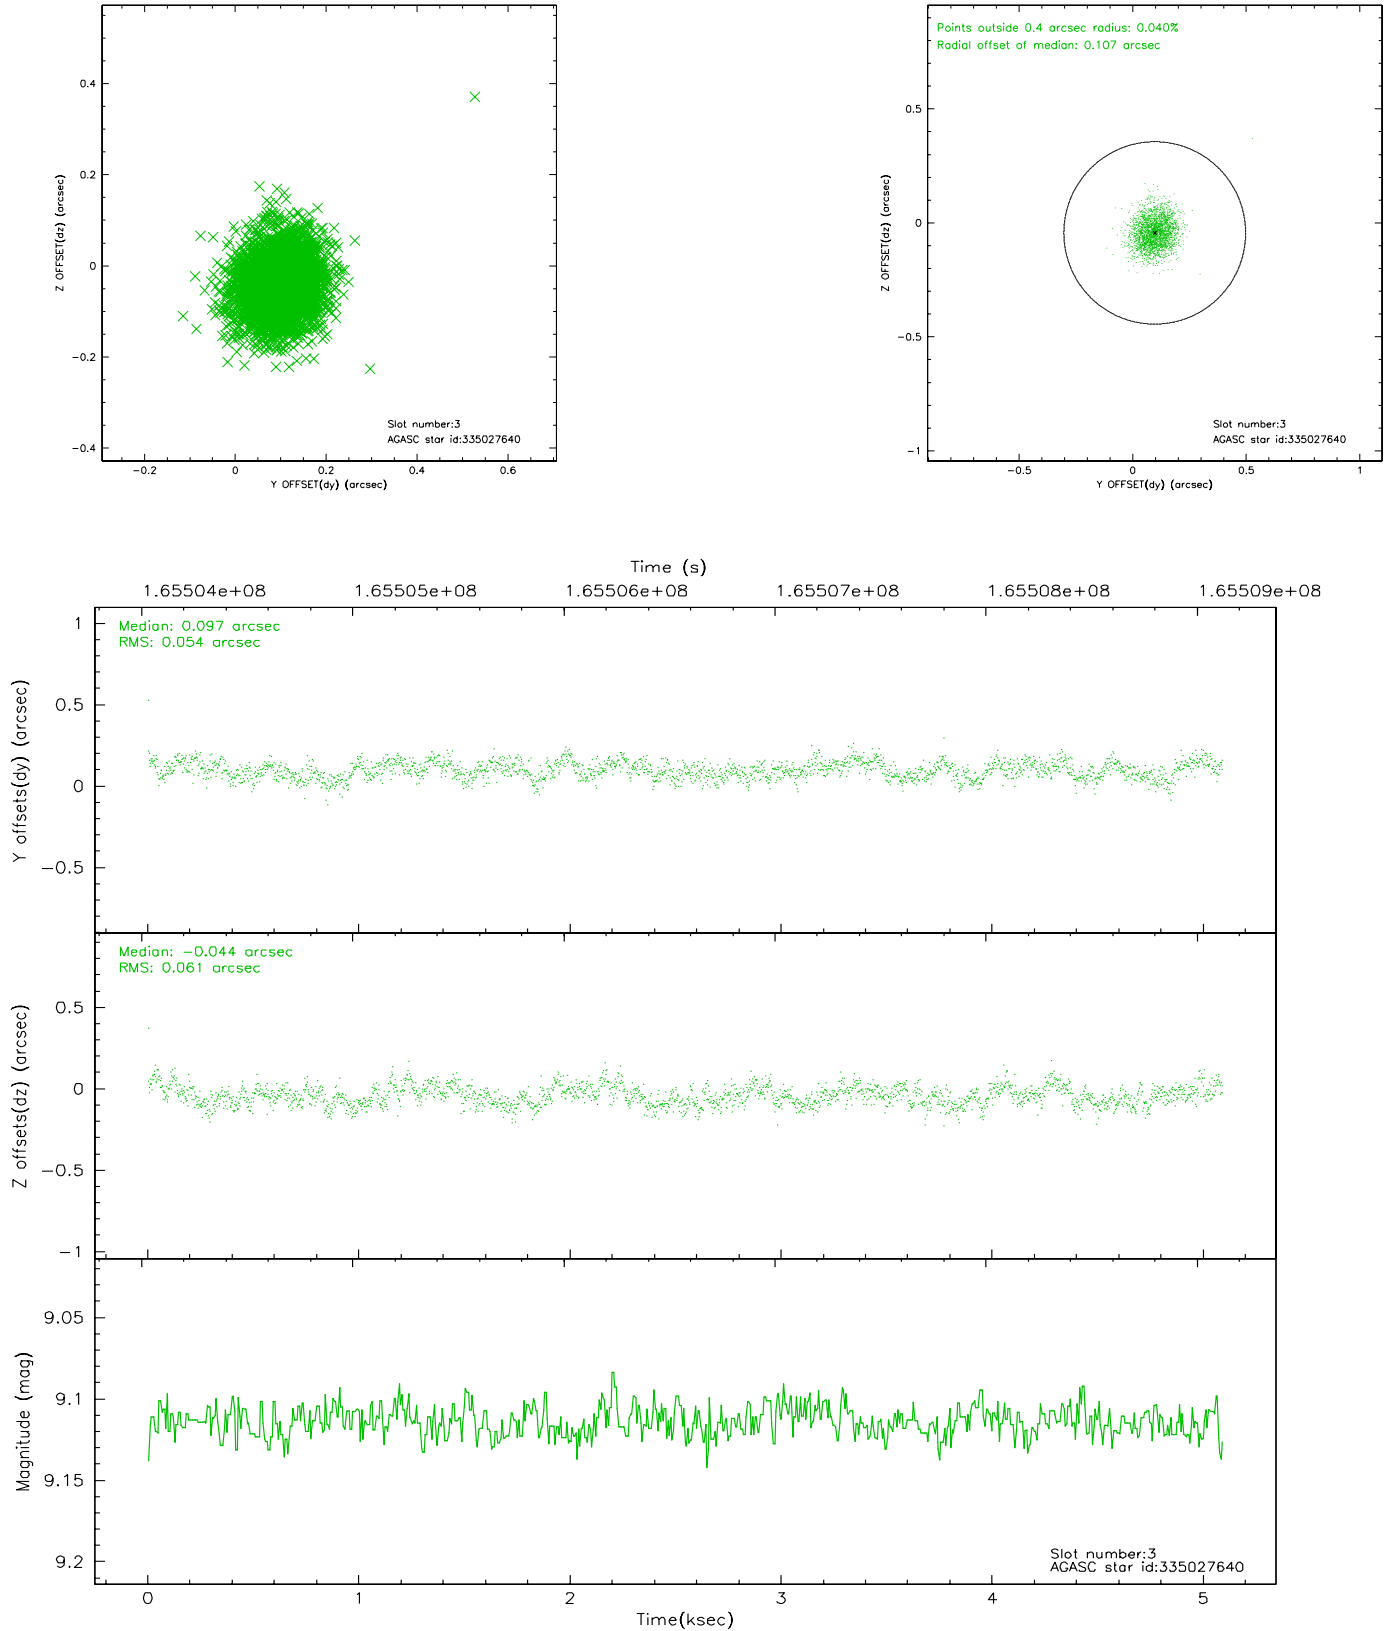 0.4
0.2
0
−0.2
−0.4
Z OFFSET(dz) (arcsec)
Slot number:3
AGASC star id:335027640
−0.2 0 0.2 0.4 0.6
Y OFFSET(dy) (arcsec)
Points outside 0.4 arcsec radius: 0.040%
Radial offset of median: 0.107 arcsec
0.5
0
−0.5
−1
Z OFFSET(dz) (arcsec)
Slot number:3
AGASC star id:335027640
−0.5 0 0.5 1
Y OFFSET(dy) (arcsec)
Time (s)
1.65504e+08 1.65505e+08 1.65506e+08 1.65507e+08 1.65508e+08 1.65509e+08
Median: 0.097 arcsec
RMS: 0.054 arcsec
1
0.5
0
−0.5
Y offsets(dy) (arcsec)
Median: −0.044 arcsec
RMS: 0.061 arcsec
0.5
0
−0.5
−1
Z offsets(dz) (arcsec)
9.05
9.1
9.15
9.2
Magnitude (mag)
Slot number:3
AGASC star id:335027640
0 1 2 3 4 5
Time(ksec)